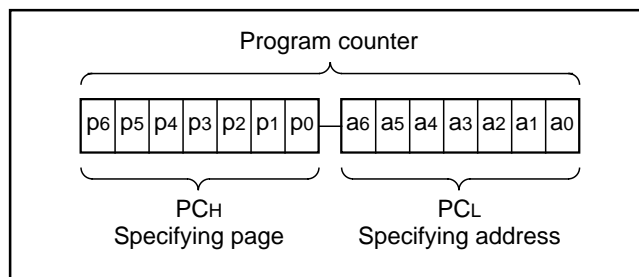 Program counter
p6 p5 p4 p3 p2 p1 p0 a6 a5 a4 a3 a2 a1 a0
PCH PCL
Specifying page Specifying address